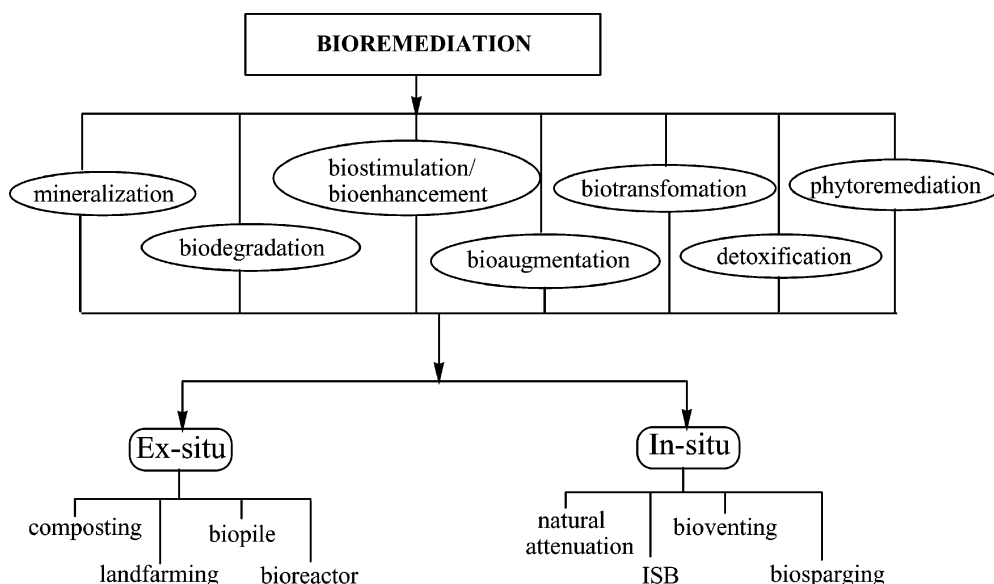 BIOREMEDIATION
mineralization
biodegradation
biostimulation/
bioenhancement
bioaugmentation
biotransfomation
detoxification
phytoremediation
Ex-situ
composting
landfarming
biopile
bioreactor
In-situ
natural
attenuation
ISB
bioventing
biosparging